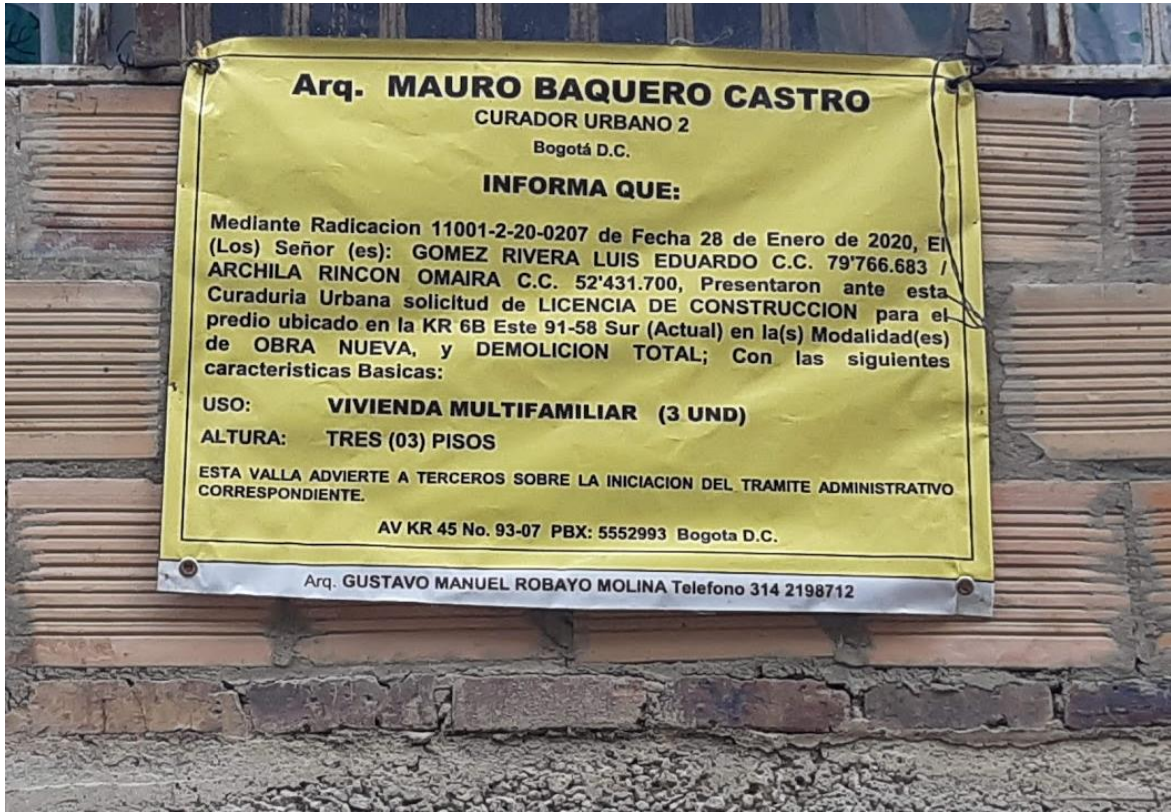 Arq. MAURO BAQUERO CASTRO
CURADOR URBANO 2
Bogotá D.C.
INFORMA QUE:
Mediante Radicacion 11001-2-20-0207 de Fecha 28 de Enero de 2020, El
(Los) Señor (es): GOMEZ RIVERA LUIS EDUARDO C.C. 79'766.683 /
ARCHILA RINCON OMAIRA C.C. 52'431.700, Presentaron ante esta
Curaduria Urbana solicitud de LICENCIA DE CONSTRUCCION para el
predio ubicado en la KR 6B Este 91-58 Sur (Actual) en la(s) Modalidad(es)
de OBRA NUEVA, y DEMOLICION TOTAL; Con las siguientes
caracteristicas Basicas:
USO: VIVIENDA MULTIFAMILIAR (3 UND)
ALTURA: TRES (03) PISOS
ESTA VALLA ADVIERTE A TERCEROS SOBRE LA INICIACION DEL TRAMITE ADMINISTRATIVO
CORRESPONDIENTE.
AV KR 45 No. 93-07 PBX: 5552993 Bogota D.C.
Arq. GUSTAVO MANUEL ROBAYO MOLINA Telefono 314 2198712